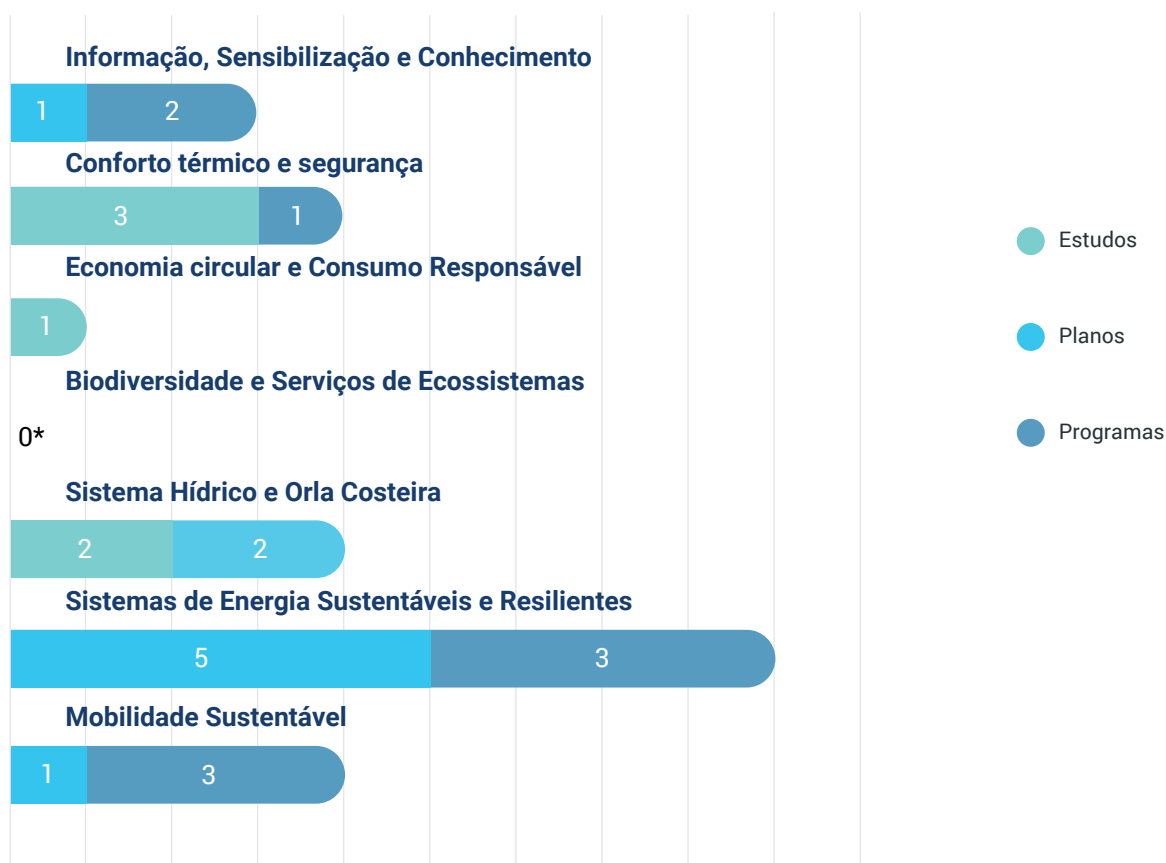 Informação, Sensibilização e Conhecimento
1 2
Conforto térmico e segurança
3 1
Economia circular e Consumo Responsável
1
Biodiversidade e Serviços de Ecossistemas
0*
Sistema Hídrico e Orla Costeira
2 2
Sistemas de Energia Sustentáveis e Resilientes
5 3
Mobilidade Sustentável
1 3
Estudos
Planos
Programas